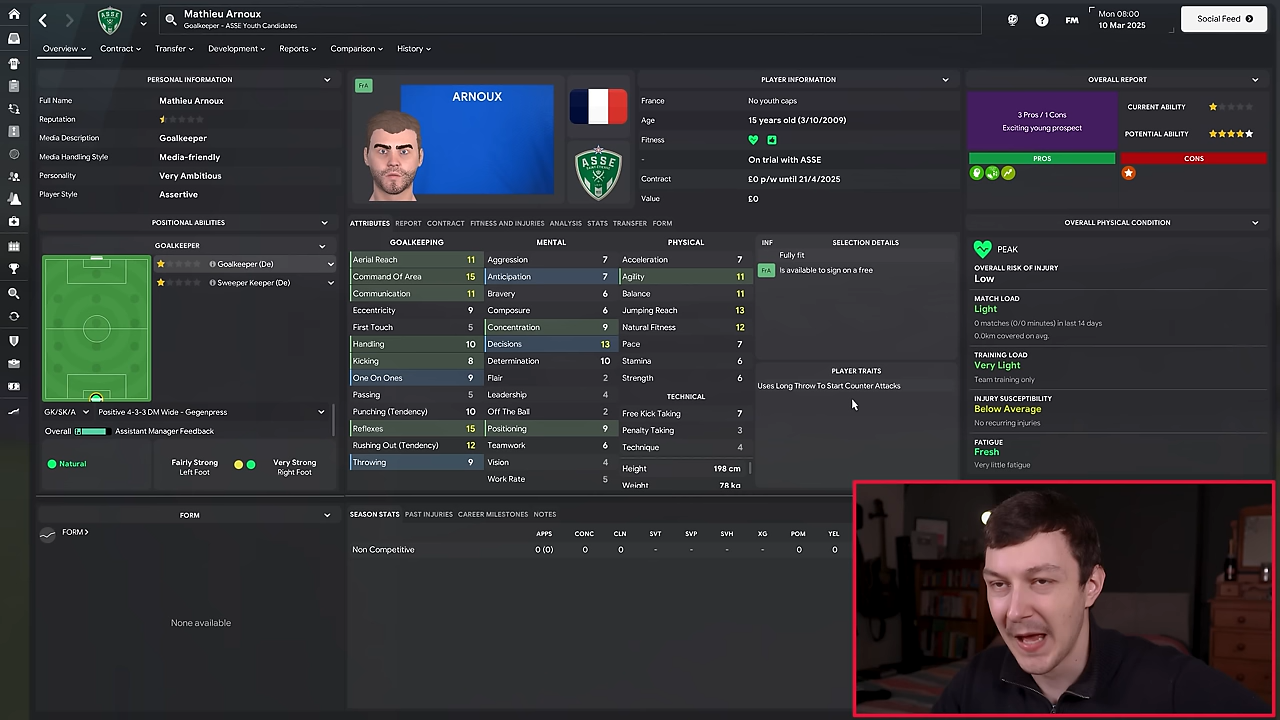 Mathieu Arnoux
Goalkeeper - ASSE Youth Candidates
FM
Mon 08:00
10 Mar 2025
Social Feed
Overview
Contract
Transfer
Development
Reports
Comparison
History
PERSONAL INFORMATION
Full Name Mathieu Arnoux
Reputation
Media Description Goalkeeper
Media Handling Style Media-friendly
Personality Very Ambitious
Player Style Assertive
POSITIONAL ABILITIES
GOALKEEPER
Goalkeeper (De)
Sweeper Keeper (De)
GK/SK/A Positive 4-3-3 DM Wide - Gegenpress
Overall Assistant Manager Feedback
Natural
Fairly Strong
Left Foot
Very Strong
Right Foot
FrA
ARNOUX
ASSE
PLAYER INFORMATION
France No youth caps
Age 15 years old (3/10/2009)
Fitness
- On trial with ASSE
Contract £0 p/w until 21/4/2025
Value £0
ATTRIBUTES REPORT CONTRACT FITNESS AND INJURIES ANALYSIS STATS TRANSFER FORM
GOALKEEPING
Aerial Reach 11
Command Of Area 15
Communication 11
Eccentricity 9
First Touch 5
Handling 10
Kicking 8
One On Ones 9
Passing 5
Punching (Tendency) 10
Reflexes 15
Rushing Out (Tendency) 12
Throwing 9
MENTAL
Aggression 7
Anticipation 7
Bravery 6
Composure 6
Concentration 9
Decisions 13
Determination 10
Flair 2
Leadership 4
Off The Ball 2
Positioning 9
Teamwork 6
Vision 4
Work Rate 5
PHYSICAL
Acceleration 7
Agility 11
Balance 11
Jumping Reach 13
Natural Fitness 12
Pace 7
Stamina 6
Strength 6
TECHNICAL
Free Kick Taking 7
Penalty Taking 3
Technique 4
Height 198 cm
Weight 78 kg
INF SELECTION DETAILS
Fully fit
FrA Is available to sign on a free
PLAYER TRAITS
Uses Long Throw To Start Counter Attacks
OVERALL REPORT
3 Pros / 1 Cons
Exciting young prospect
CURRENT ABILITY
POTENTIAL ABILITY
PROS
CONS
OVERALL PHYSICAL CONDITION
PEAK
OVERALL RISK OF INJURY
Low
MATCH LOAD
Light
0 matches (0/0 minutes) in last 14 days
0.0km covered on avg.
TRAINING LOAD
Very Light
Team training only
INJURY SUSCEPTIBILITY
Below Average
No recurring injuries
FATIGUE
Fresh
Very little fatigue
FORM
FORM
None available
SEASON STATS PAST INJURIES CAREER MILESTONES NOTES
APPS CONC CLN SVT SVP SVH XG POM YEL
Non Competitive 0 (0) 0 0 - - - - 0 0